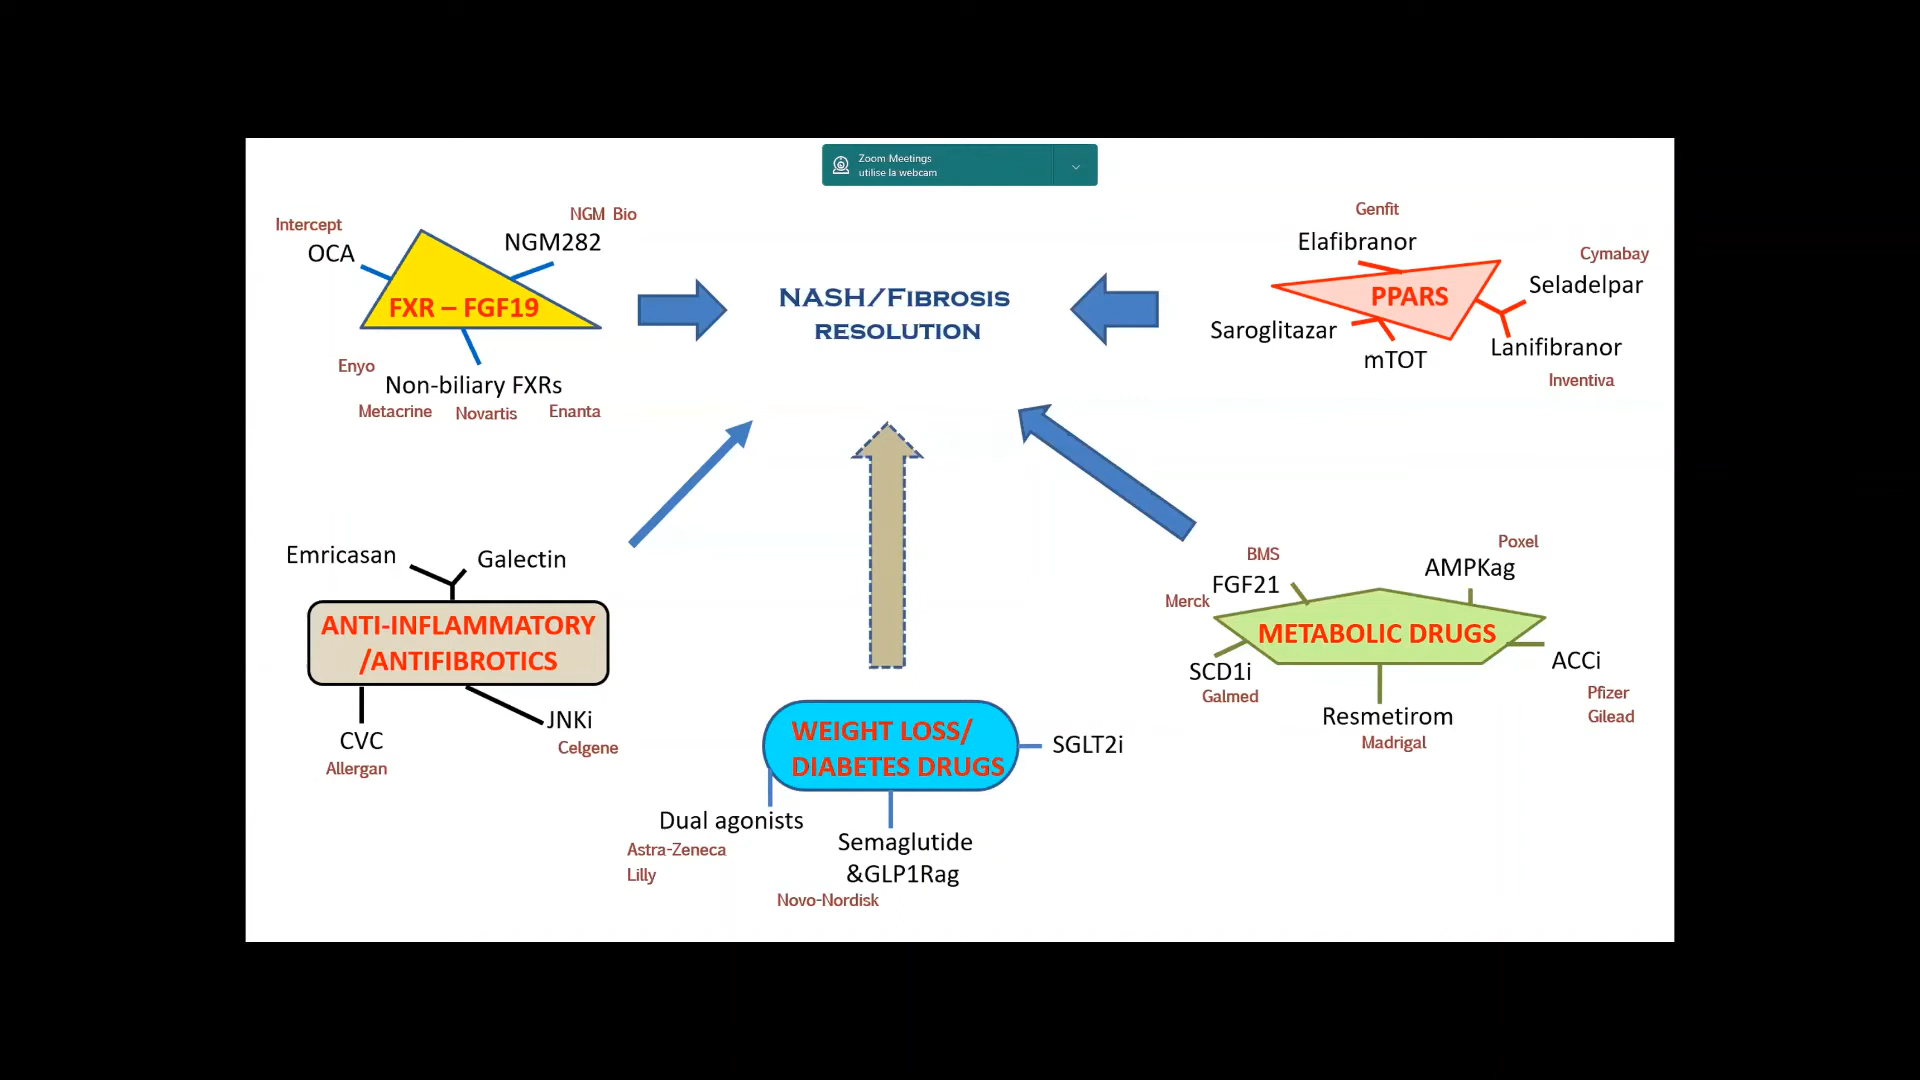 Zoom Meetings
utilise la webcam
Intercept
OCA
NGM Bio
NGM282
FXR – FGF19
Enyo
Non-biliary FXRs
Metacrine Novartis Enanta
NASH/Fibrosis
resolution
Genfit
Elafibranor
Cymabay
Seladelpar
PPARS
Saroglitazar
mTOT
Lanifibranor
Inventiva
Emricasan
Galectin
ANTI-INFLAMMATORY
/ANTIFIBROTICS
CVC
Allergan
JNKi
Celgene
WEIGHT LOSS/
DIABETES DRUGS
SGLT2i
Dual agonists
Astra-Zeneca
Lilly
Semaglutide
&GLP1Rag
Novo-Nordisk
BMS
FGF21
Merck
Poxel
AMPKag
METABOLIC DRUGS
SCD1i
Galmed
Resmetirom
Madrigal
ACCi
Pfizer
Gilead